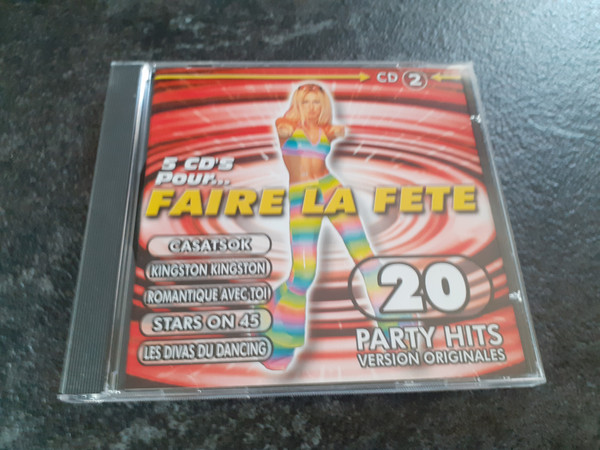 CD 2
5 CD'S
POUR...
FAIRE LA FETE
CASATSOK
KINGSTON KINGSTON
ROMANTIQUE AVEC TOI
STARS ON 45
LES DIVAS DU DANCING
20
PARTY HITS
VERSION ORIGINALES